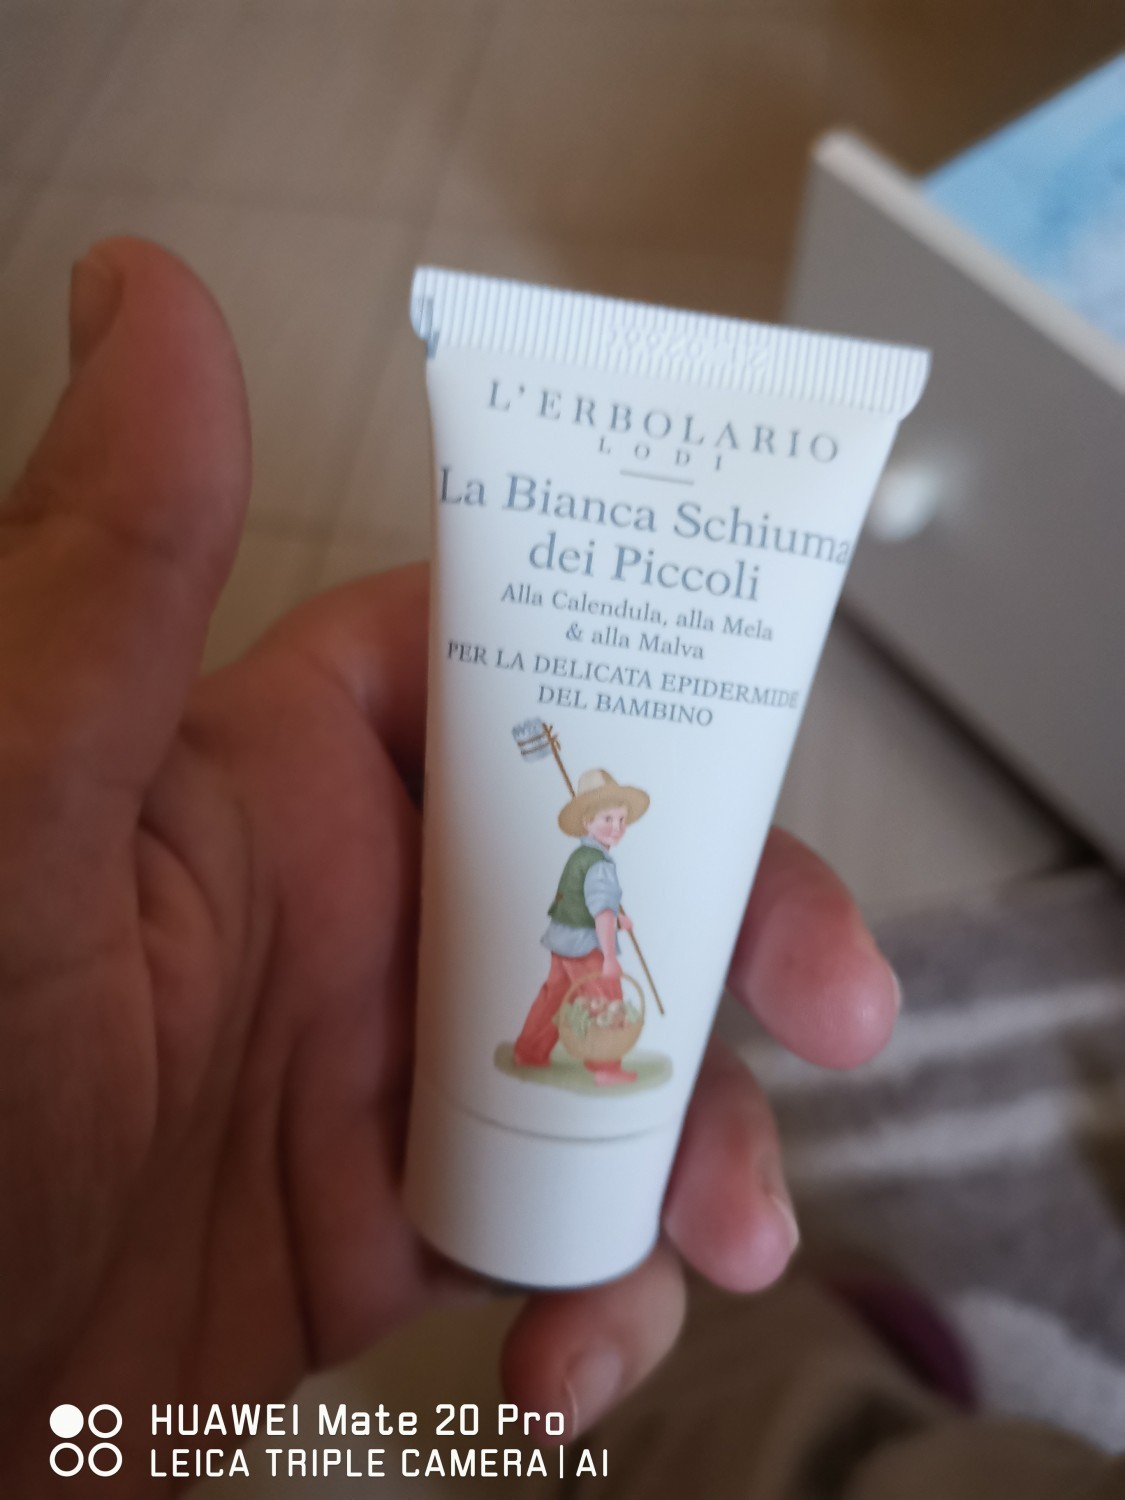 L'ERBOLARIO
LODI
La Bianca Schiuma
dei Piccoli
Alla Calendula, alla Mela
& alla Malva
PER LA DELICATA EPIDERMIDE
DEL BAMBINO
HUAWEI Mate 20 Pro
LEICA TRIPLE CAMERA | AI